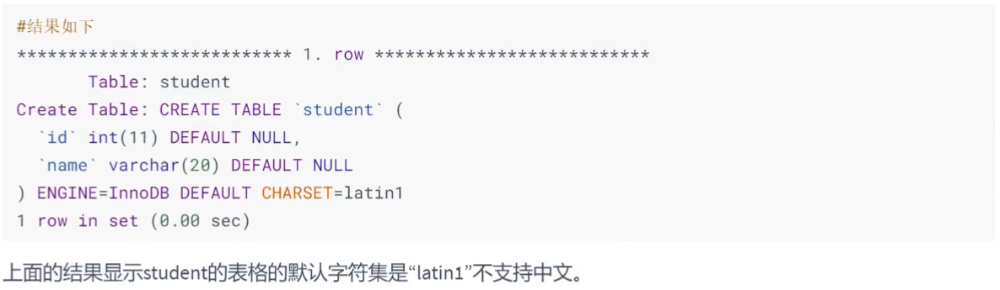 #结果如下
*************************** 1. row ***************************
       Table: student
Create Table: CREATE TABLE `student` (
  `id` int(11) DEFAULT NULL,
  `name` varchar(20) DEFAULT NULL
) ENGINE=InnoDB DEFAULT CHARSET=latin1
1 row in set (0.00 sec)
上面的结果显示student的表格的默认字符集是“latin1”不支持中文。